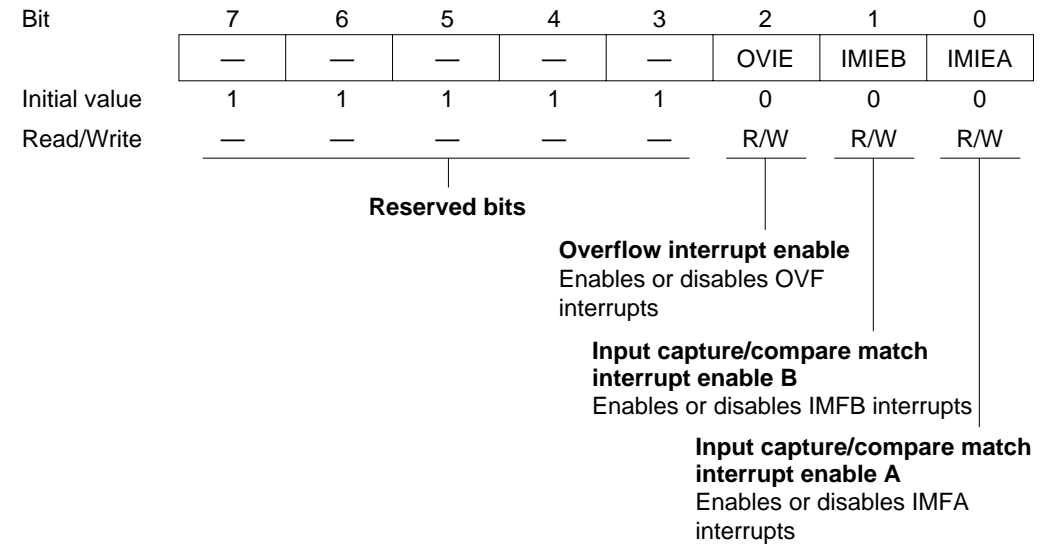 Bit 7 6 5 4 3 2 1 0
— — — — — OVIE IMIEB IMIEA
Initial value 1 1 1 1 1 0 0 0
Read/Write — — — — — R/W R/W R/W
Reserved bits
Overflow interrupt enable
Enables or disables OVF
interrupts
Input capture/compare match
interrupt enable B
Enables or disables IMFB interrupts
Input capture/compare match
interrupt enable A
Enables or disables IMFA
interrupts